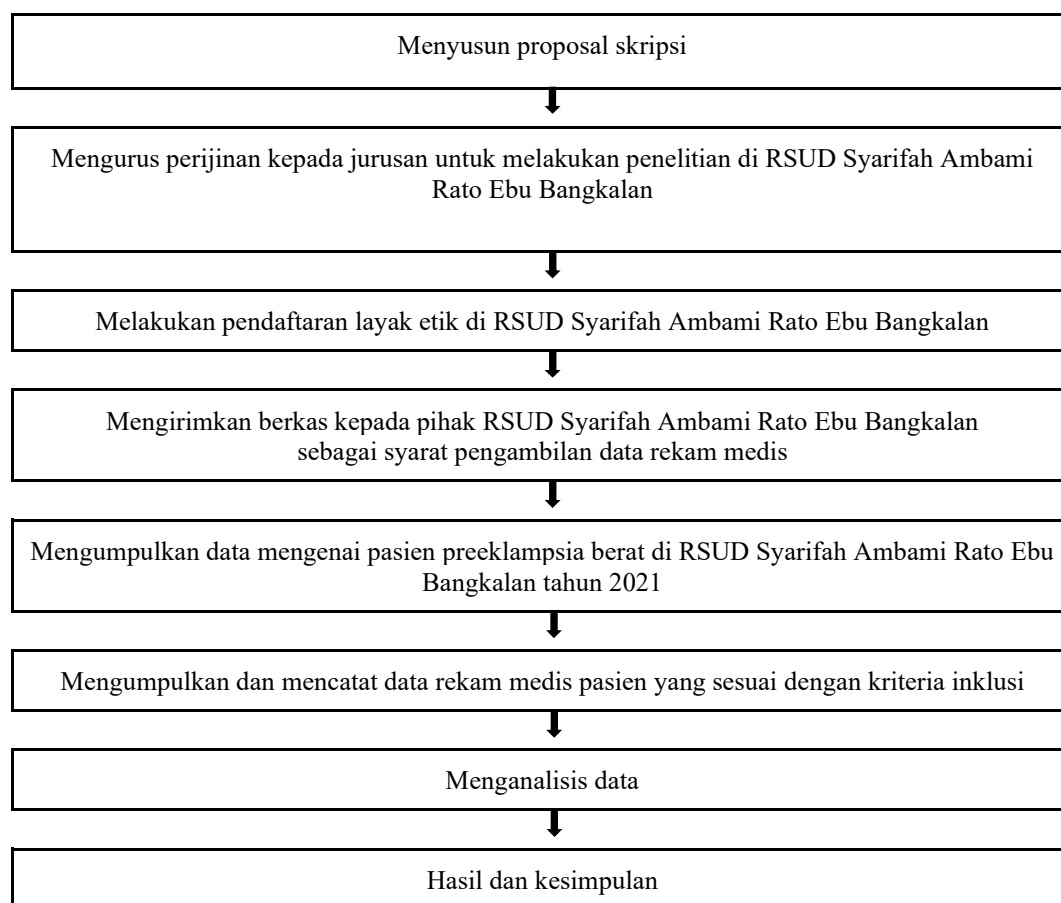 Menyusun proposal skripsi
Mengurus perijinan kepada jurusan untuk melakukan penelitian di RSUD Syarifah Ambami
Rato Ebu Bangkalan
Melakukan pendaftaran layak etik di RSUD Syarifah Ambami Rato Ebu Bangkalan
Mengirimkan berkas kepada pihak RSUD Syarifah Ambami Rato Ebu Bangkalan
sebagai syarat pengambilan data rekam medis
Mengumpulkan data mengenai pasien preeklampsia berat di RSUD Syarifah Ambami Rato Ebu
Bangkalan tahun 2021
Mengumpulkan dan mencatat data rekam medis pasien yang sesuai dengan kriteria inklusi
Menganalisis data
Hasil dan kesimpulan